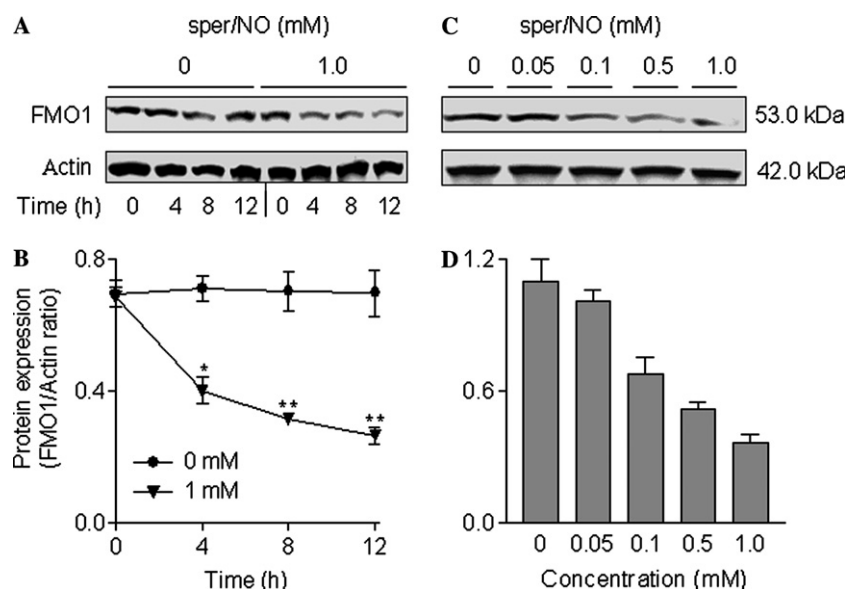 A
sper/NO (mM)
0 1.0
FMO1
Actin
Time (h) 0 4 8 12 0 4 8 12
C
sper/NO (mM)
0 0.05 0.1 0.5 1.0
53.0 kDa
42.0 kDa
B
Protein expression
(FMO1/Actin ratio)
0.8
0.4
0.0
*
**
**
0 mM
1 mM
0 4 8 12
Time (h)
D
1.2
0.6
0.0
0 0.05 0.1 0.5 1.0
Concentration (mM)